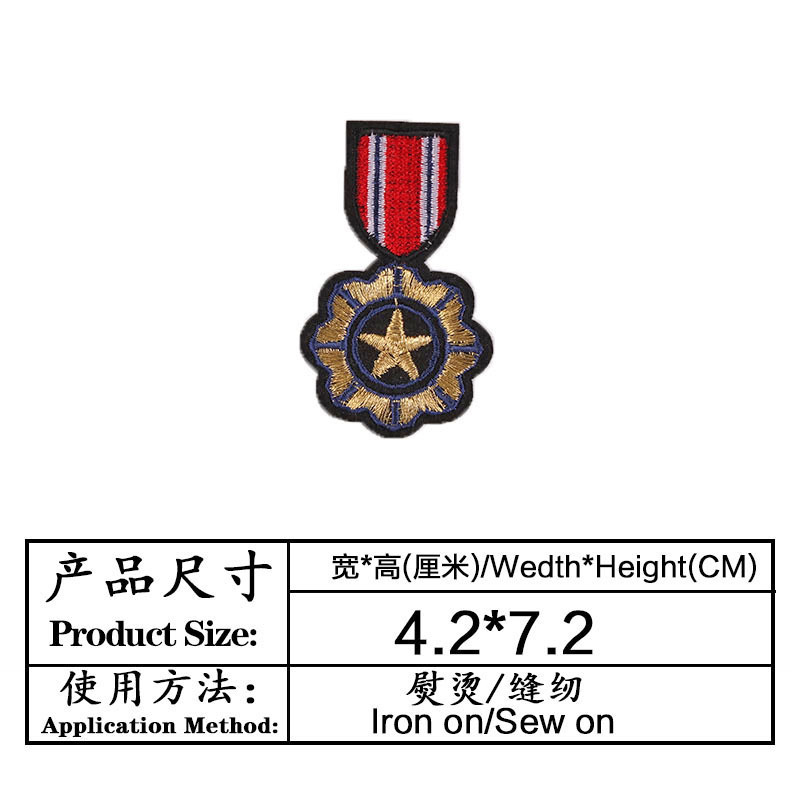 产品尺寸
Product Size:
宽*高(厘米)/Wedth*Height(CM)
4.2*7.2
使用方法:
Application Method:
熨烫/缝纫
Iron on/Sew on